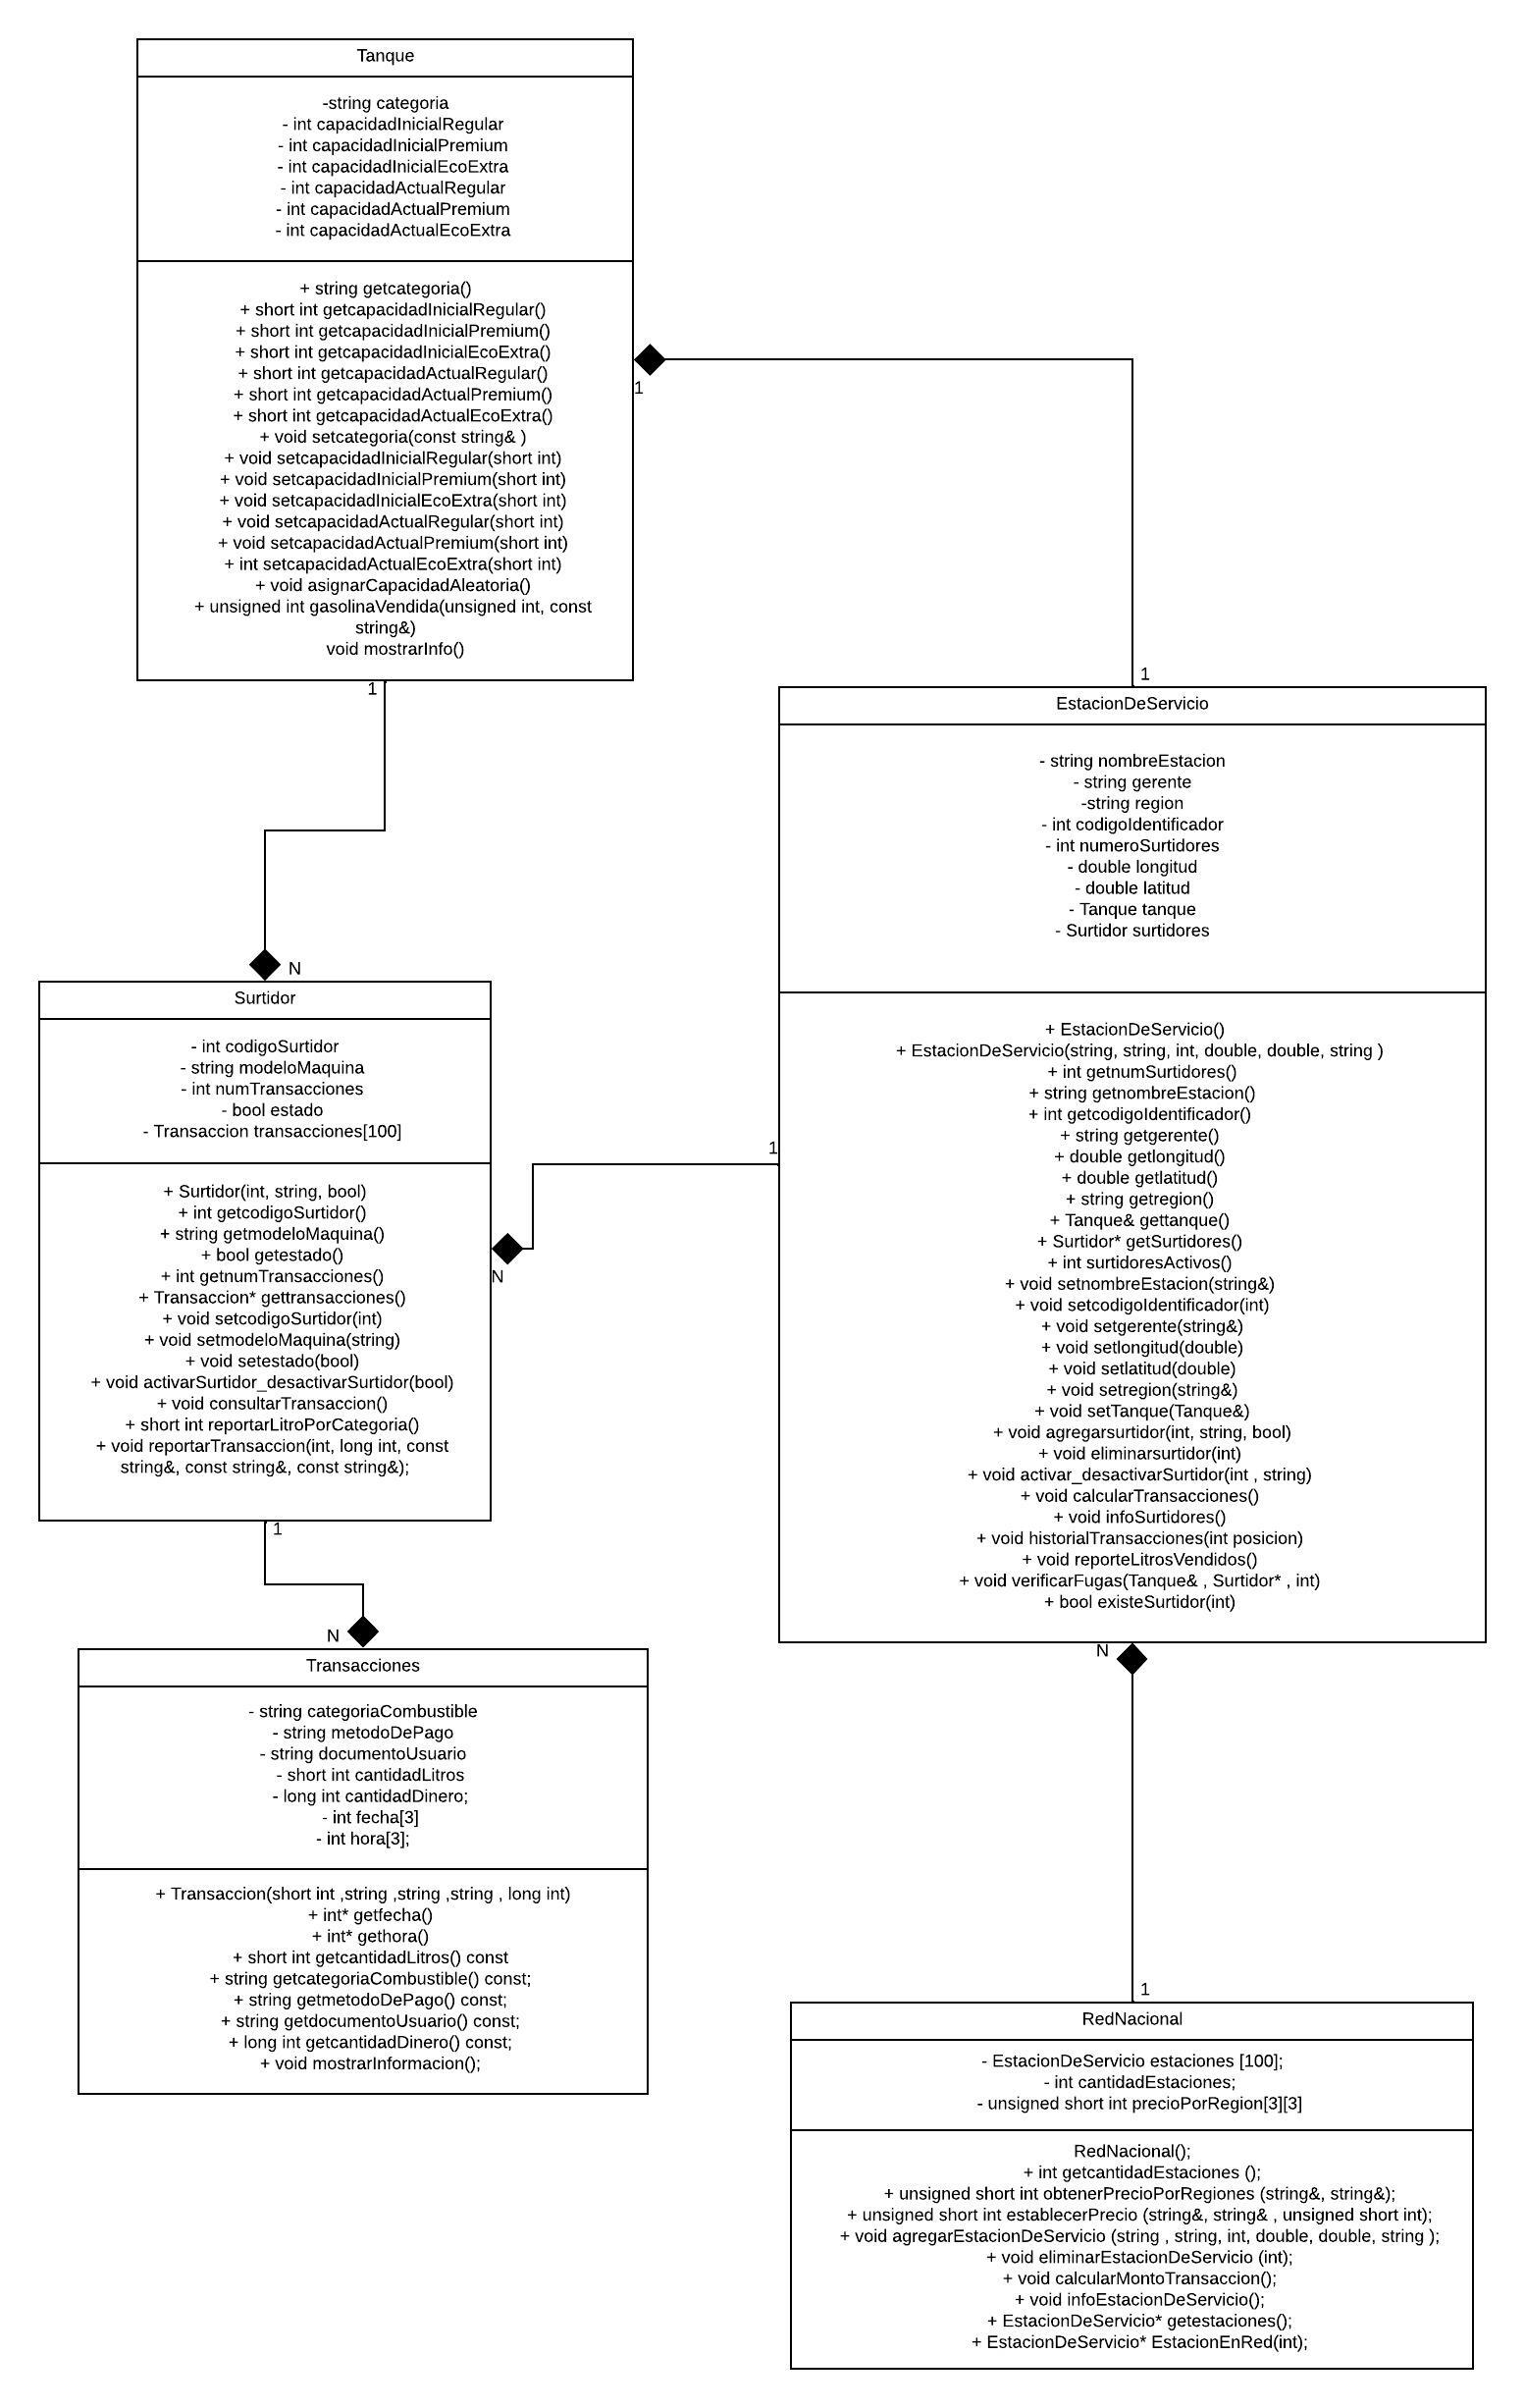 Tanque
-string categoria
- int capacidadInicialRegular
- int capacidadInicialPremium
- int capacidadInicialEcoExtra
- int capacidadActualRegular
- int capacidadActualPremium
- int capacidadActualEcoExtra
+ string getcategoria()
+ short int getcapacidadInicialRegular()
+ short int getcapacidadInicialPremium()
+ short int getcapacidadInicialEcoExtra()
+ short int getcapacidadActualRegular()
+ short int getcapacidadActualPremium()
+ short int getcapacidadActualEcoExtra()
+ void setcategoria(const string& )
+ void setcapacidadInicialRegular(short int)
+ void setcapacidadInicialPremium(short int)
+ void setcapacidadInicialEcoExtra(short int)
+ void setcapacidadActualRegular(short int)
+ void setcapacidadActualPremium(short int)
+ int setcapacidadActualEcoExtra(short int)
+ void asignarCapacidadAleatoria()
+ unsigned int gasolinaVendida(unsigned int, const
string&)
void mostrarInfo()
1
1
1
EstacionDeServicio
- string nombreEstacion
- string gerente
-string region
- int codigoIdentificador
- int numeroSurtidores
- double longitud
- double latitud
- Tanque tanque
- Surtidor surtidores
+ EstacionDeServicio()
+ EstacionDeServicio(string, string, int, double, double, string )
+ int getnumSurtidores()
+ string getnombreEstacion()
+ int getcodigoIdentificador()
+ string getgerente()
+ double getlongitud()
+ double getlatitud()
+ string getregion()
+ Tanque& gettanque()
+ Surtidor* getSurtidores()
+ int surtidoresActivos()
+ void setnombreEstacion(string&)
+ void setcodigoIdentificador(int)
+ void setgerente(string&)
+ void setlongitud(double)
+ void setlatitud(double)
+ void setregion(string&)
+ void setTanque(Tanque&)
+ void agregarsurtidor(int, string, bool)
+ void eliminarsurtidor(int)
+ void activar_desactivarSurtidor(int , string)
+ void calcularTransacciones()
+ void infoSurtidores()
+ void historialTransacciones(int posicion)
+ void reporteLitrosVendidos()
+ void verificarFugas(Tanque& , Surtidor* , int)
+ bool existeSurtidor(int)
N
Surtidor
- int codigoSurtidor
- string modeloMaquina
- int numTransacciones
- bool estado
- Transaccion transacciones[100]
+ Surtidor(int, string, bool)
+ int getcodigoSurtidor()
+ string getmodeloMaquina()
+ bool getestado()
+ int getnumTransacciones()
+ Transaccion* gettransacciones()
+ void setcodigoSurtidor(int)
+ void setmodeloMaquina(string)
+ void setestado(bool)
+ void activarSurtidor_desactivarSurtidor(bool)
+ void consultarTransaccion()
+ short int reportarLitroPorCategoria()
+ void reportarTransaccion(int, long int, const
string&, const string&, const string&);
1
N
1
N
N
Transacciones
- string categoriaCombustible
- string metodoDePago
- string documentoUsuario
- short int cantidadLitros
- long int cantidadDinero;
- int fecha[3]
- int hora[3];
+ Transaccion(short int ,string ,string ,string , long int)
+ int* getfecha()
+ int* gethora()
+ short int getcantidadLitros() const
+ string getcategoriaCombustible() const;
+ string getmetodoDePago() const;
+ string getdocumentoUsuario() const;
+ long int getcantidadDinero() const;
+ void mostrarInformacion();
1
RedNacional
- EstacionDeServicio estaciones [100];
- int cantidadEstaciones;
- unsigned short int precioPorRegion[3][3]
RedNacional();
+ int getcantidadEstaciones ();
+ unsigned short int obtenerPrecioPorRegiones (string&, string&);
+ unsigned short int establecerPrecio (string&, string& , unsigned short int);
+ void agregarEstacionDeServicio (string , string, int, double, double, string );
+ void eliminarEstacionDeServicio (int);
+ void calcularMontoTransaccion();
+ void infoEstacionDeServicio();
+ EstacionDeServicio* getestaciones();
+ EstacionDeServicio* EstacionEnRed(int);